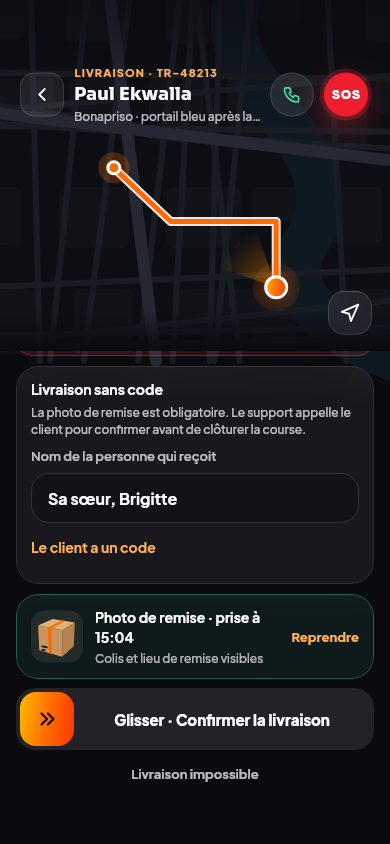 LIVRAISON · TR-48213
Paul Ekwalla
Bonapriso · portail bleu après la…
SOS
Livraison sans code
La photo de remise est obligatoire. Le support appelle le
client pour confirmer avant de clôturer la course.
Nom de la personne qui reçoit
Sa sœur, Brigitte
Le client a un code
Photo de remise · prise à
15:04
Reprendre
Colis et lieu de remise visibles
Glisser · Confirmer la livraison
Livraison impossible